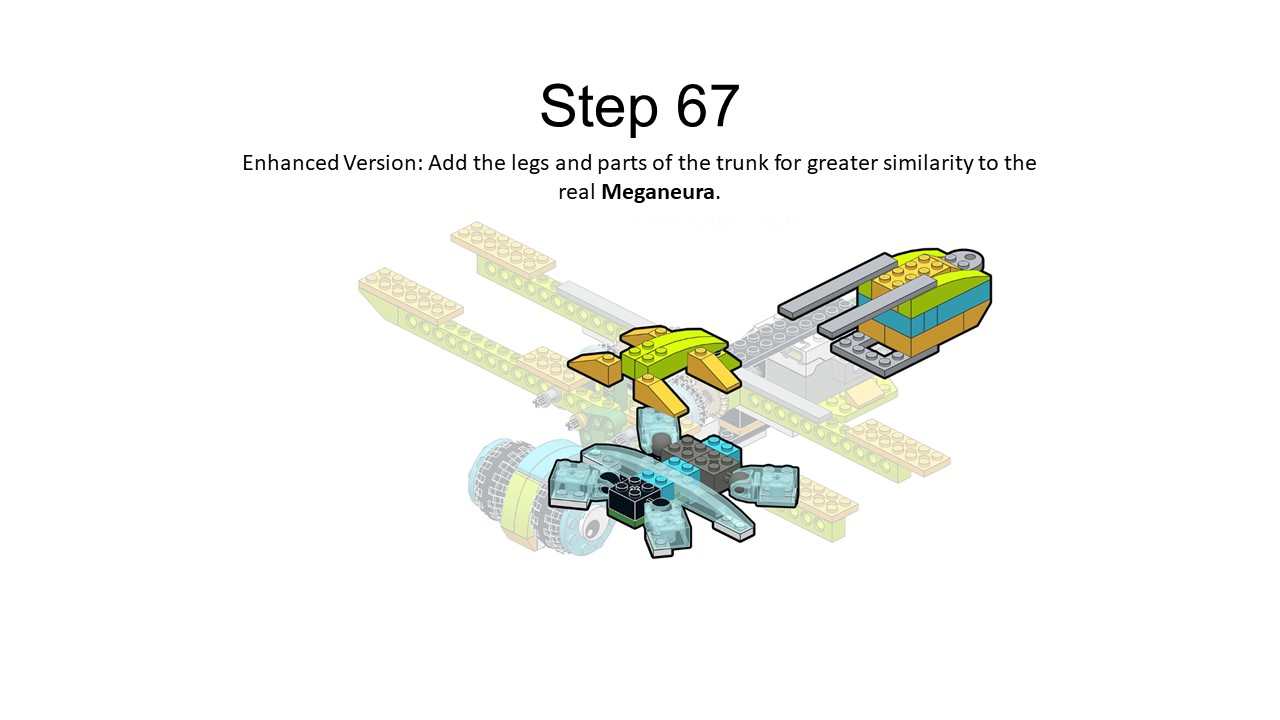 Step 67
Enhanced Version: Add the legs and parts of the trunk for greater similarity to the
real Meganeura.